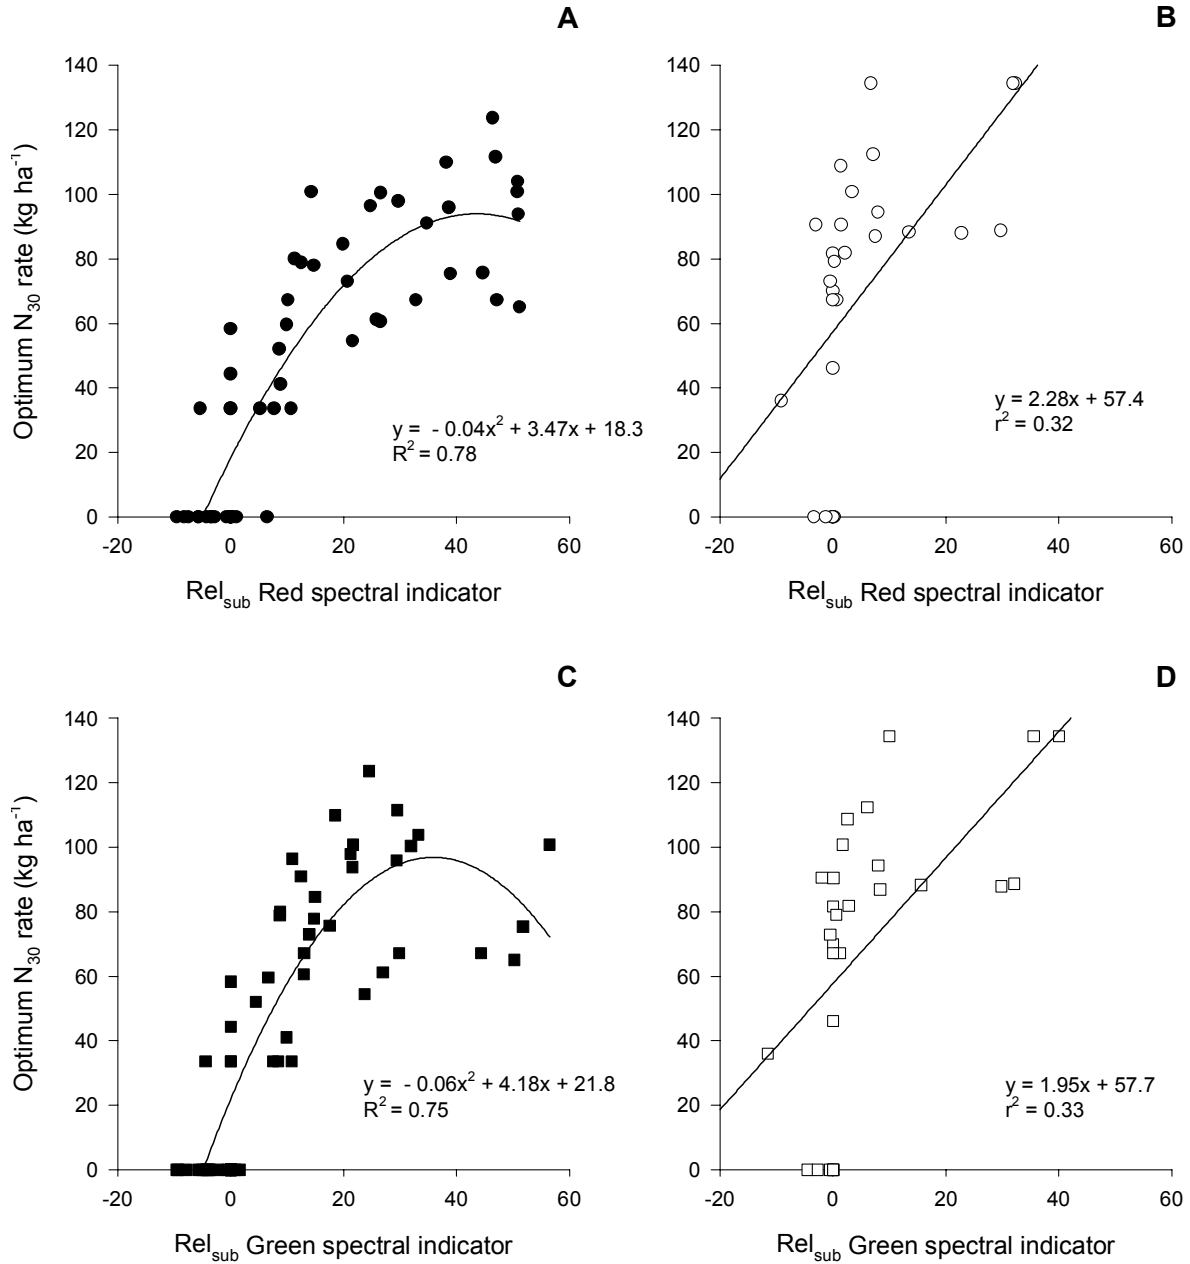 A
140
120
100
80
60
40
20
0
-20 0 20 40 60
Optimum N30 rate (kg ha-1)
y = - 0.04x2 + 3.47x + 18.3
R2 = 0.78
Relsub Red spectral indicator
B
140
120
100
80
60
40
20
0
-20 0 20 40 60
y = 2.28x + 57.4
r2 = 0.32
Relsub Red spectral indicator
C
140
120
100
80
60
40
20
0
-20 0 20 40 60
Optimum N30 rate (kg ha-1)
y = - 0.06x2 + 4.18x + 21.8
R2 = 0.75
Relsub Green spectral indicator
D
140
120
100
80
60
40
20
0
-20 0 20 40 60
y = 1.95x + 57.7
r2 = 0.33
Relsub Green spectral indicator